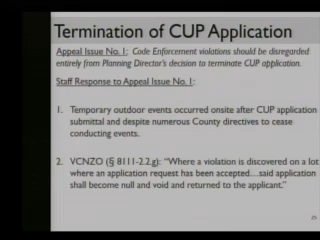 Termination of CUP Application
Appeal Issue No. 1: Code Enforcement violations should be disregarded
entirely from Planning Director's decision to terminate CUP application.
Staff Response to Appeal Issue No. 1:
1. Temporary outdoor events occurred onsite after CUP application
submittal and despite numerous County directives to cease
conducting events.
2. VCNZO (§ 8111-2.2.g): "Where a violation is discovered on a lot
where an application request has been accepted…said application
shall become null and void and returned to the applicant."